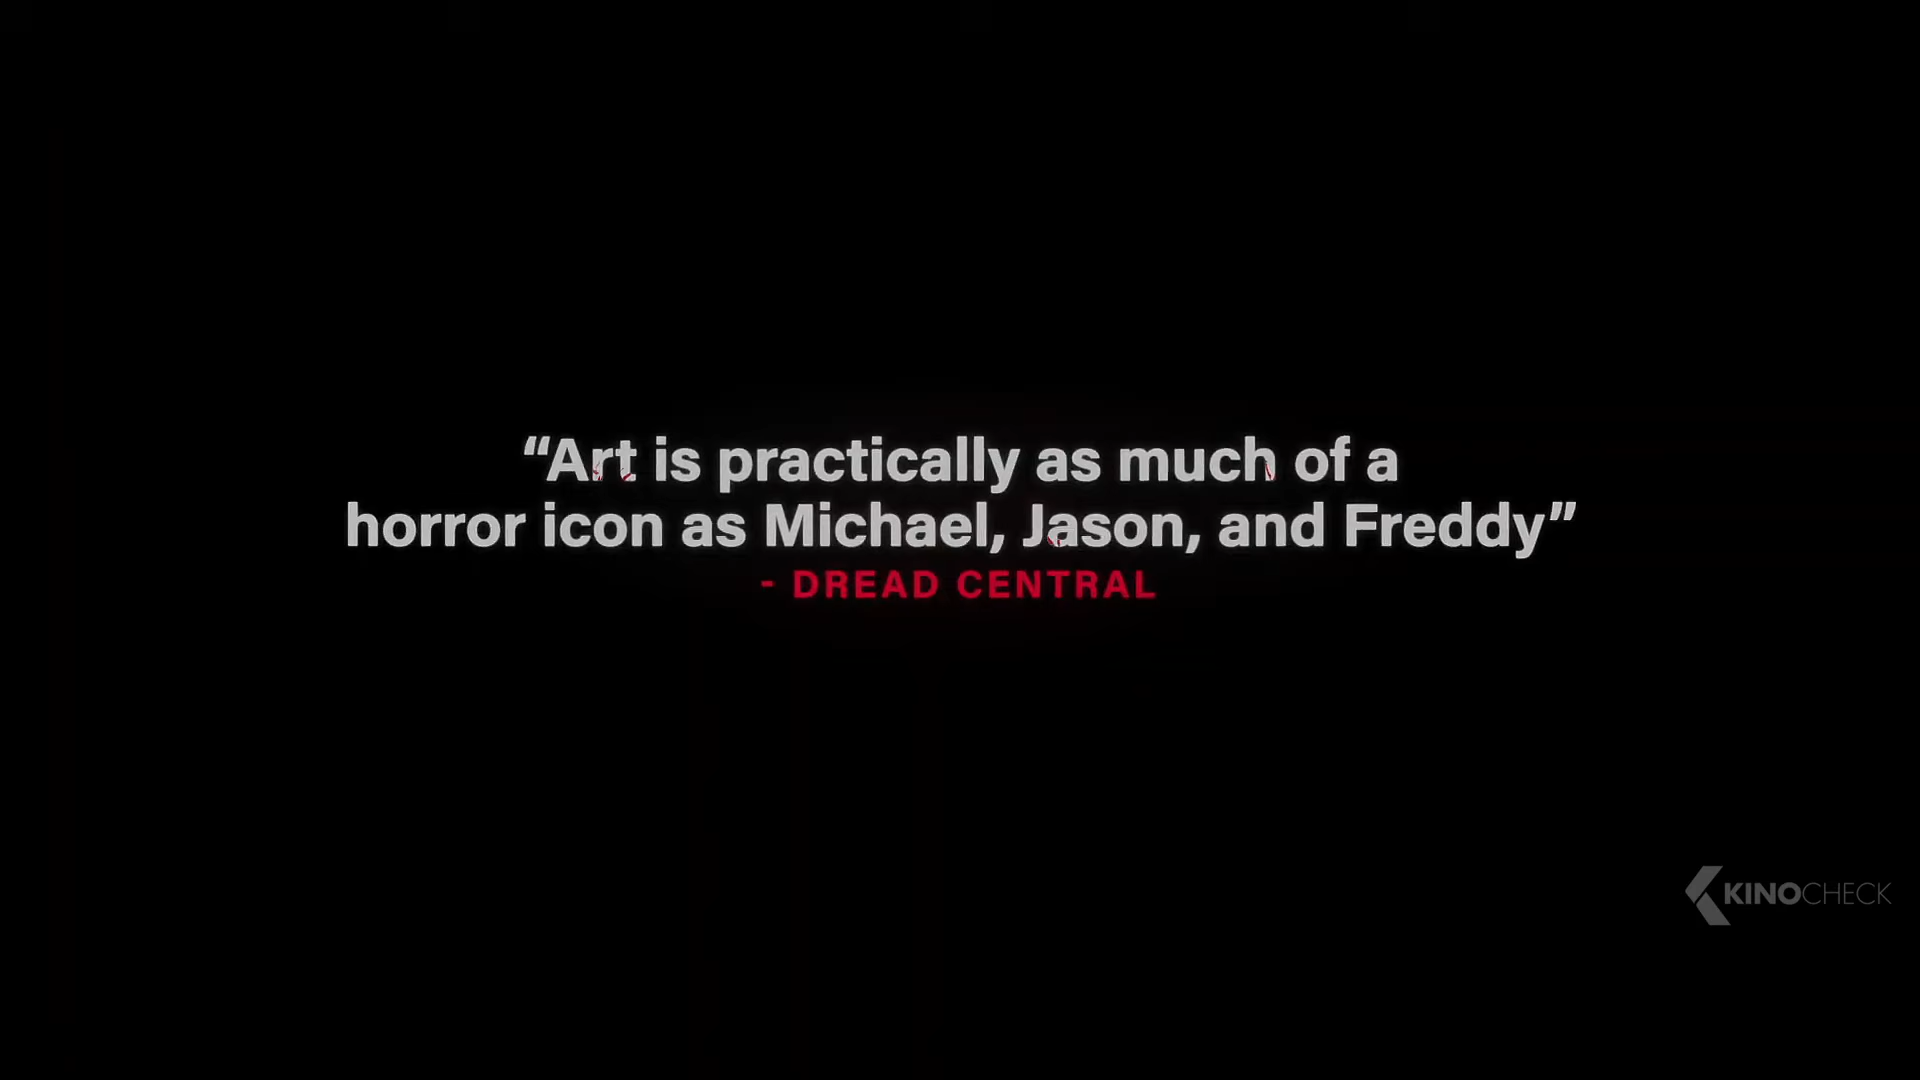 “Art is practically as much of a
horror icon as Michael, Jason, and Freddy”
- DREAD CENTRAL
KINOCHECK